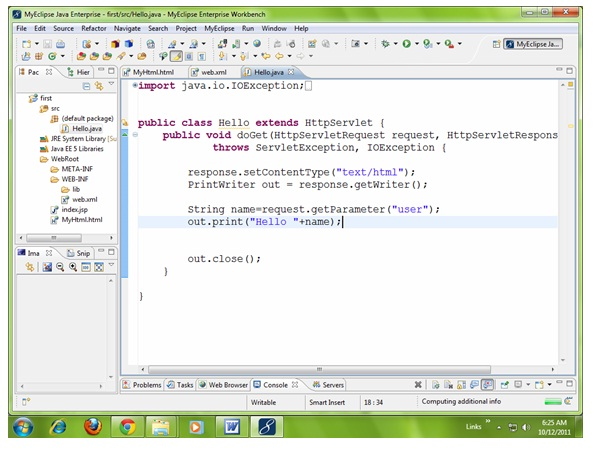 MyEclipse Java Enterprise - first/src/Hello.java - MyEclipse Enterprise Workbench
File Edit Source Refactor Navigate Search Project MyEclipse Run Window Help
MyEclipse Ja...
Pac Hier
MyHtml.html web.xml Hello.java
first
src
(default package)
Hello.java
JRE System Library
Java EE 5 Libraries
WebRoot
META-INF
WEB-INF
lib
web.xml
index.jsp
MyHtml.html
Ima Snip
import java.io.IOException;
public class Hello extends HttpServlet {
public void doGet(HttpServletRequest request, HttpServletRespons
throws ServletException, IOException {
response.setContentType("text/html");
PrintWriter out = response.getWriter();
String name=request.getParameter("user");
out.print("Hello "+name);
out.close();
}
}
Problems Tasks Web Browser Console Servers
Writable Smart Insert 18 : 34 Computing additional info
Links
6:25 AM
10/12/2011